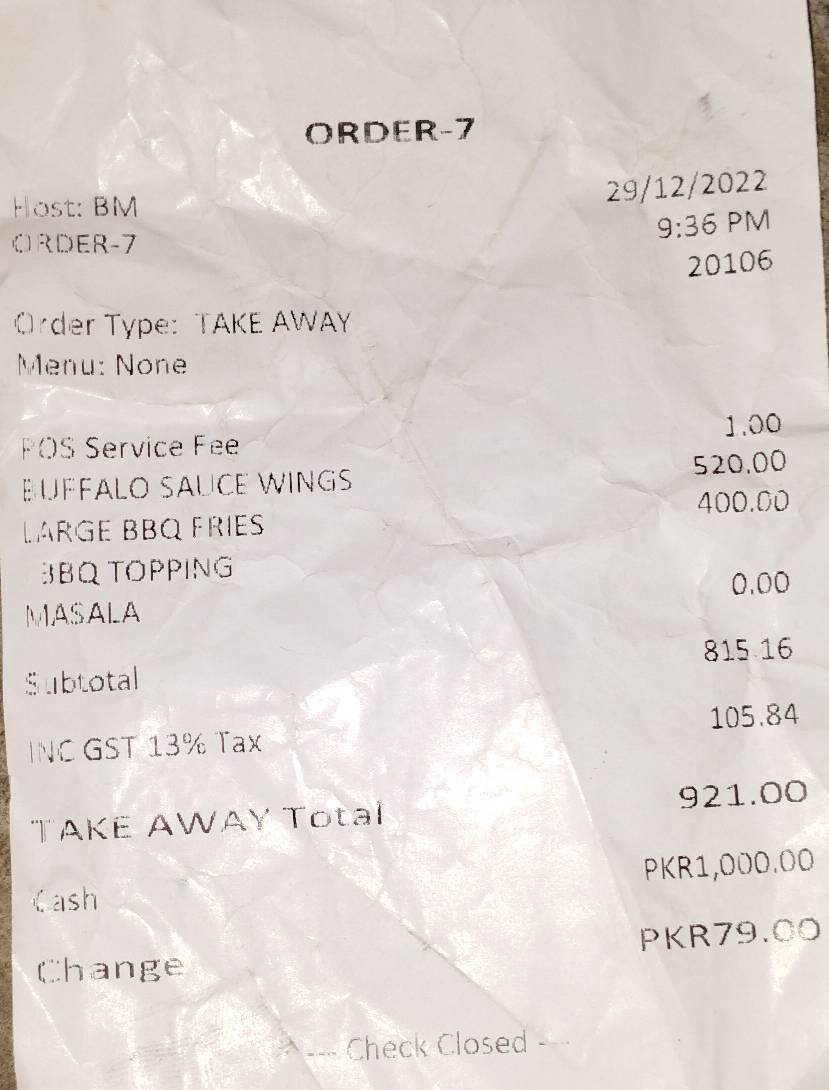 ORDER-7
Host: BM 29/12/2022
ORDER-7 9:36 PM
20106
Order Type: TAKE AWAY
Menu: None
POS Service Fee 1.00
BUFFALO SAUCE WINGS 520.00
LARGE BBQ FRIES 400.00
BBQ TOPPING
MASALA 0.00
Subtotal 815.16
INC GST 13% Tax 105.84
TAKE AWAY Total 921.00
Cash PKR1,000.00
Change PKR79.00
--- Check Closed ---